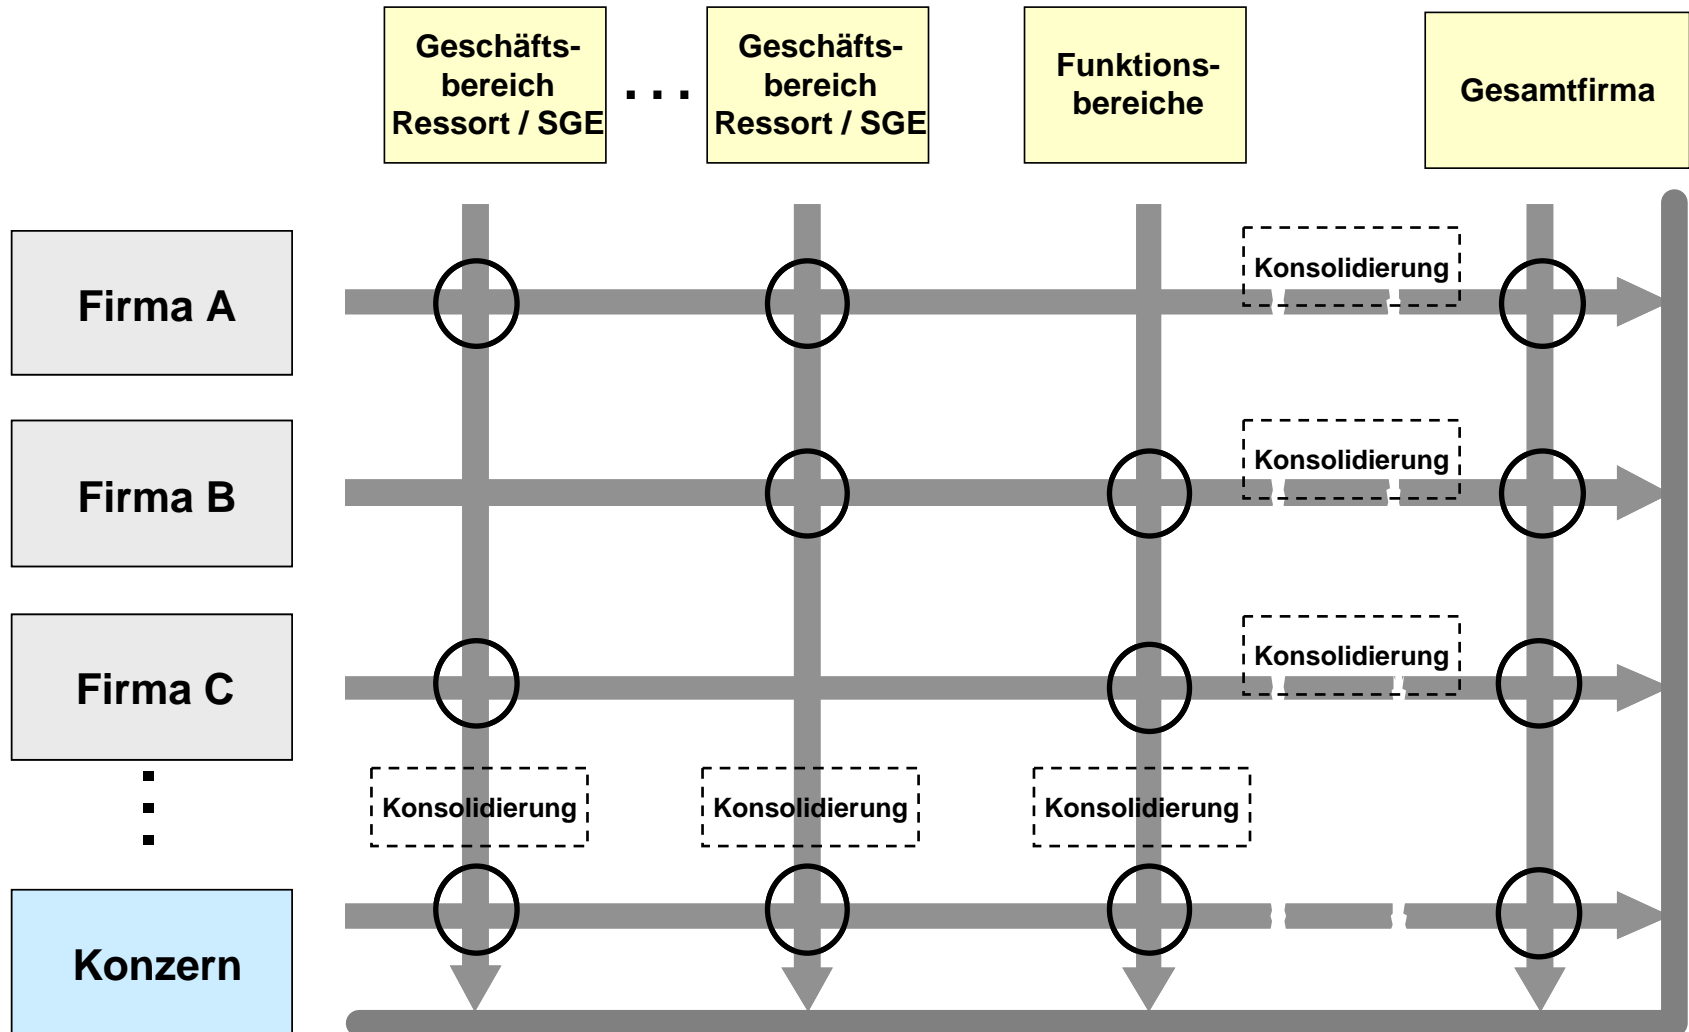 Geschäfts-
bereich
Ressort / SGE
. . .
Geschäfts-
bereich
Ressort / SGE
Funktions-
bereiche
Gesamtfirma
Firma A
Konsolidierung
Firma B
Konsolidierung
Firma C
Konsolidierung
Konsolidierung
Konsolidierung
Konsolidierung
Konzern